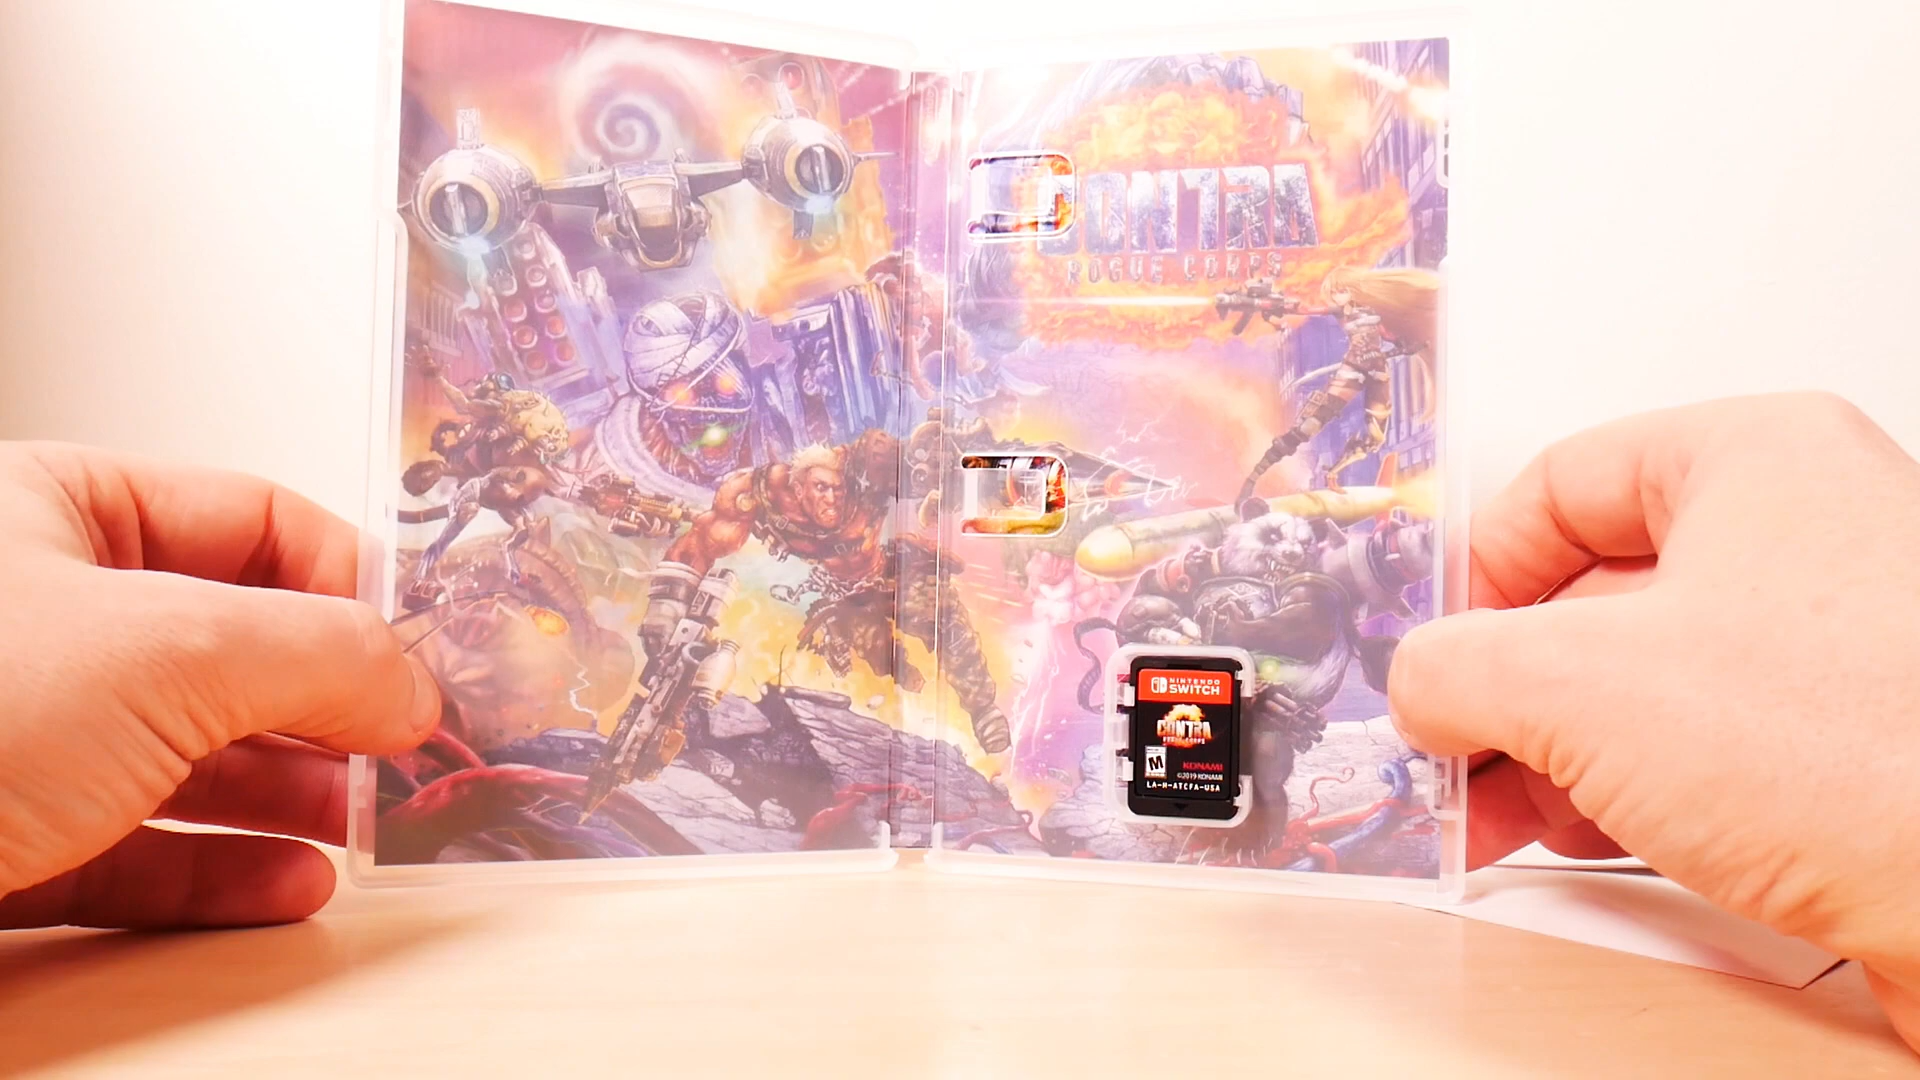 CONTRA
ROGUE CORPS
NINTENDO
SWITCH
CONTRA
ROGUE CORPS
M
KONAMI
©2019 KONAMI
LA-H-ATCFA-USA